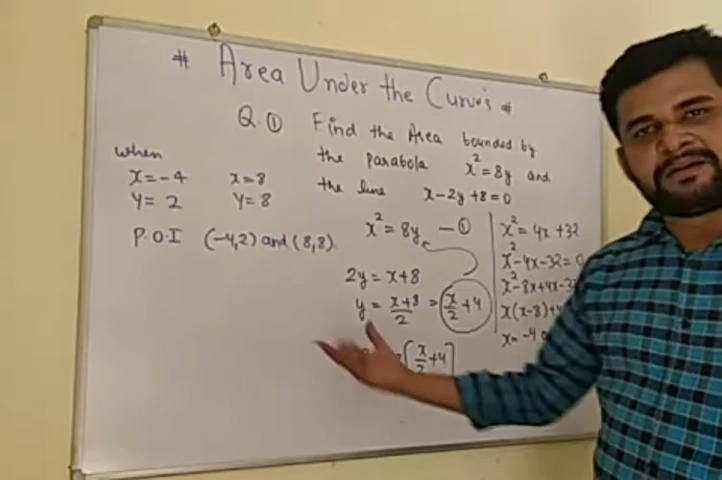 # Area Under the Curve's #
Q.① Find the Area bounded by
the parabola x² = 8y and
the line x-2y+8=0
when
x=-4 x=8
y= 2 y= 8
P.O.I (-4,2) and (8,8).
x² = 8y —①
2y = x+8
y = x+8/2 = x/2 +4
[x/2 +4]
x² = 4x +32
x²-4x-32=0
x²-8x+4x-32
x(x-8)+4
x=-4